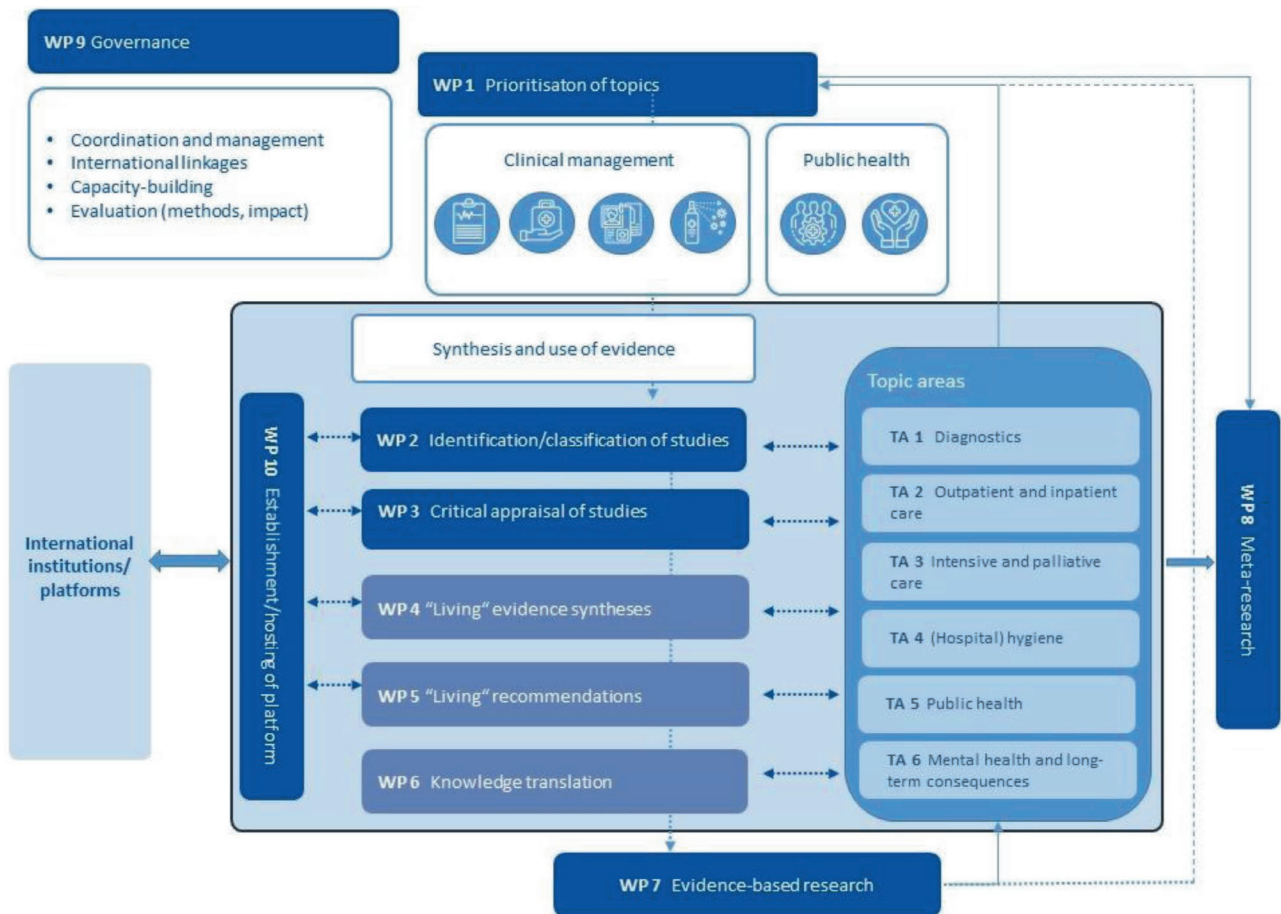 WP 9 Governance
WP 1 Prioritisaton of topics
• Coordination and management
• International linkages
• Capacity-building
• Evaluation (methods, impact)
Clinical management
Public health
Synthesis and use of evidence
International
institutions/
platforms
WP 10 Establishment/hosting of platform
WP 2 Identification/classification of studies
WP 3 Critical appraisal of studies
WP 4 "Living" evidence syntheses
WP 5 "Living" recommendations
WP 6 Knowledge translation
Topic areas
TA 1 Diagnostics
TA 2 Outpatient and inpatient
care
TA 3 Intensive and palliative
care
TA 4 (Hospital) hygiene
TA 5 Public health
TA 6 Mental health and long-
term consequences
WP 8 Meta-research
WP 7 Evidence-based research